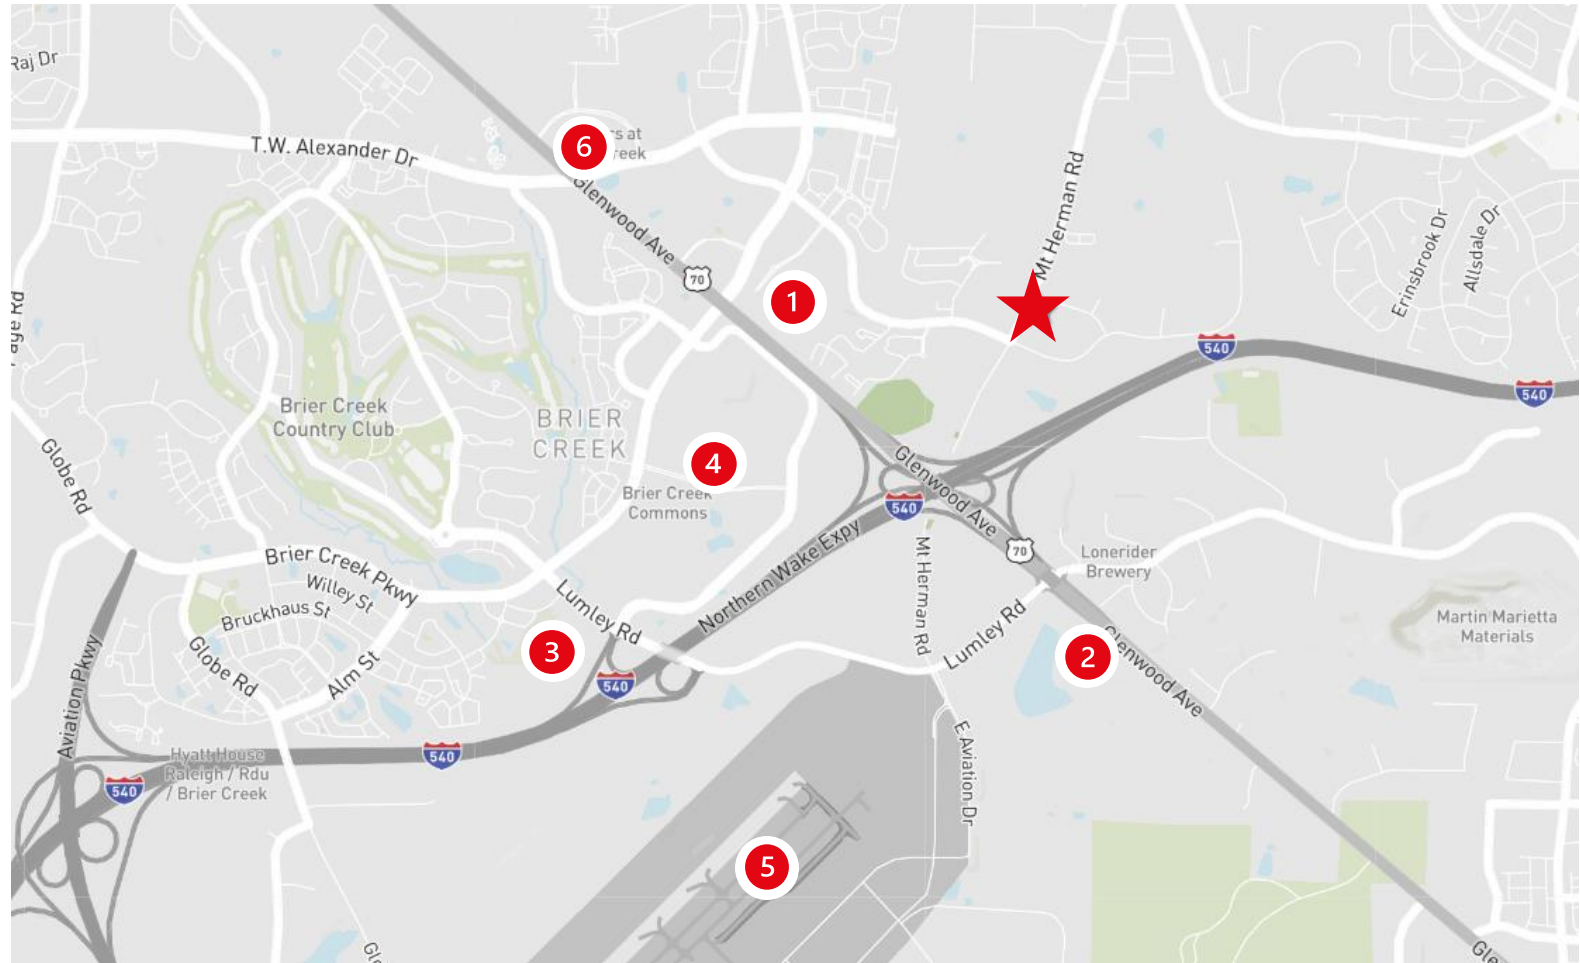 Raj Dr
T.W. Alexander Dr
6
Glenwood Ave
70
1
Mt Herman Rd
Erinsbrook Dr
Allsdale Dr
540
540
Brier Creek
Country Club
BRIER
CREEK
4
Brier Creek
Commons
Globe Rd
Glenwood Ave
540
70
Northern Wake Expy
Mt Herman Rd
Lonerider
Brewery
Brier Creek Pkwy
Willey St
Bruckhaus St
Lumley Rd
Lumley Rd
Martin Marietta
Materials
3
2
Glenwood Ave
Globe Rd
Alm St
540
Aviation Pkwy
540
540
Hyatt House
Raleigh / Rdu
/ Brier Creek
E Aviation Dr
5